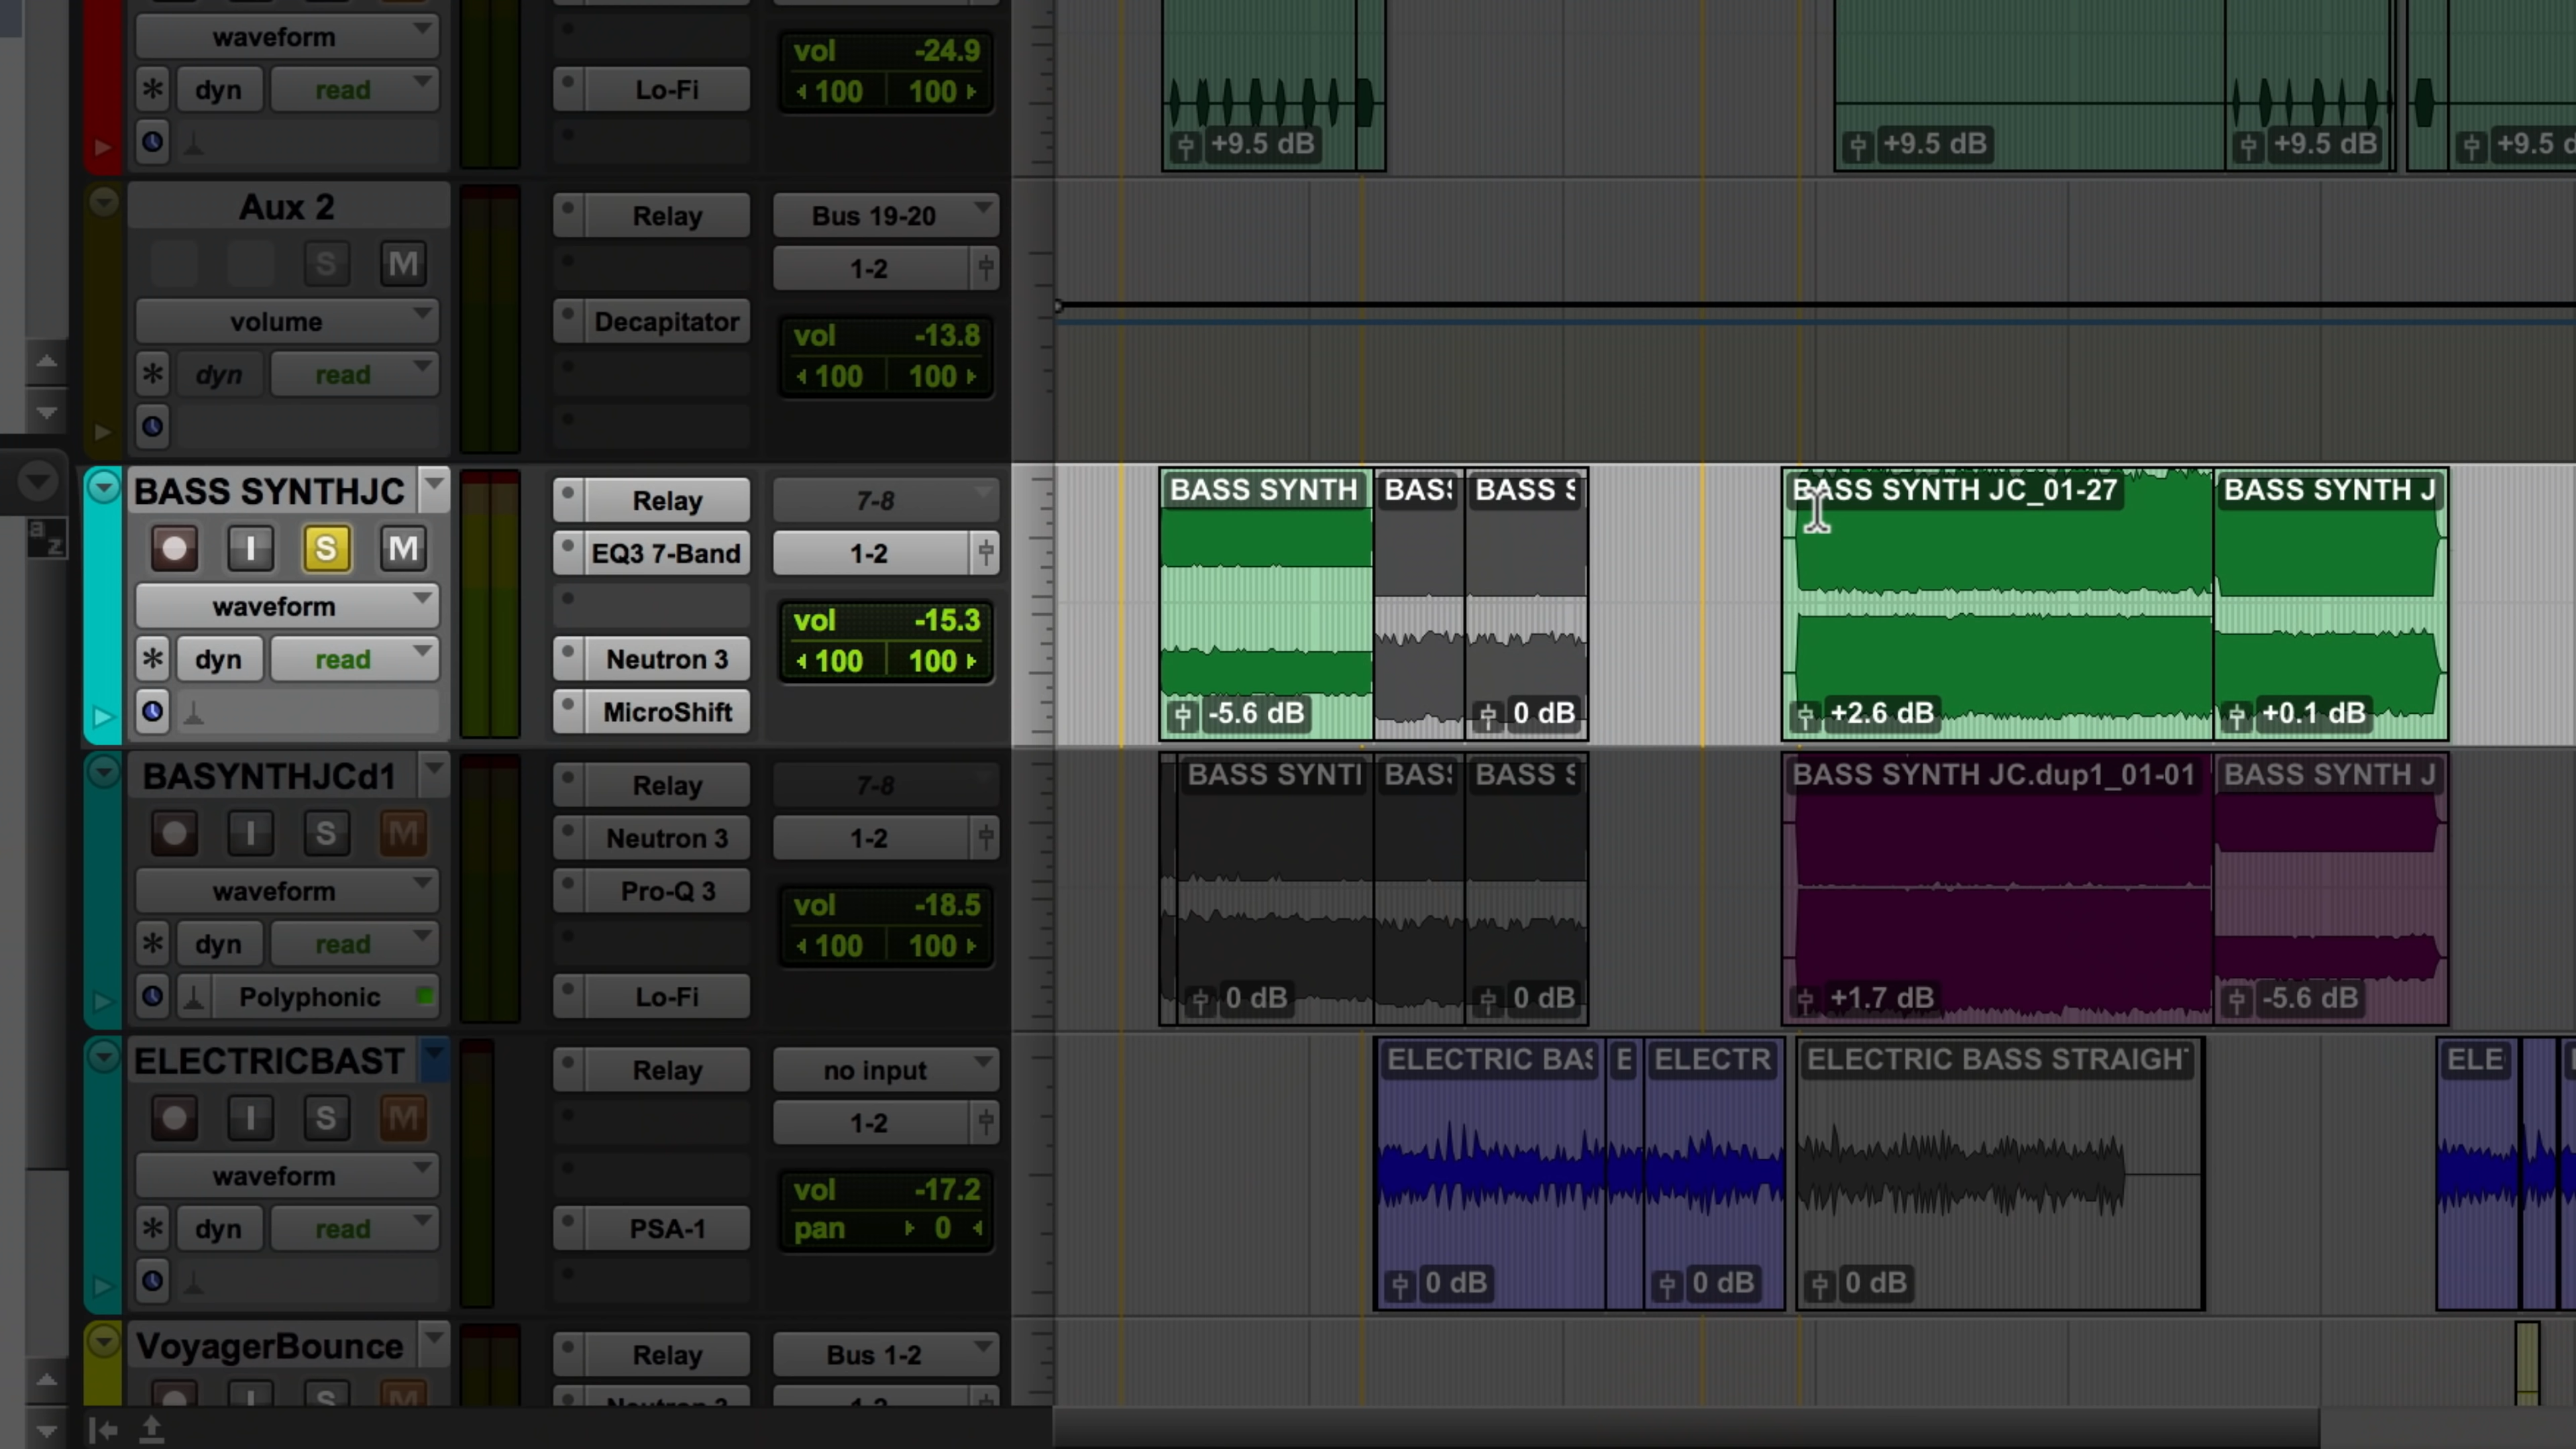 waveform
dyn read
Lo-Fi
vol -24.9
100 100
+9.5 dB
+9.5 dB
+9.5 dB
+9.5 d
Aux 2
S M
volume
dyn read
Relay
Decapitator
Bus 19-20
1-2
vol -13.8
100 100
a
z
BASS SYNTHJC
I S M
waveform
dyn read
Relay
EQ3 7-Band
Neutron 3
MicroShift
7-8
1-2
vol -15.3
100 100
BASS SYNTH
BAS
BASS S
BASS SYNTH JC_01-27
BASS SYNTH J
-5.6 dB
0 dB
+2.6 dB
+0.1 dB
BASYNTHJCd1
I S M
waveform
dyn read
Polyphonic
Relay
Neutron 3
Pro-Q 3
Lo-Fi
7-8
1-2
vol -18.5
100 100
BASS SYNT
BAS
BASS S
BASS SYNTH JC.dup1_01-01
BASS SYNTH J
0 dB
0 dB
+1.7 dB
-5.6 dB
ELECTRICBAST
I S M
waveform
dyn read
Relay
PSA-1
no input
1-2
vol -17.2
pan 0
ELECTRIC BAS
E
ELECTR
ELECTRIC BASS STRAIGH
ELE
0 dB
0 dB
0 dB
VoyagerBounce
I S M
Relay
Neutron 3
Bus 1-2
1-2